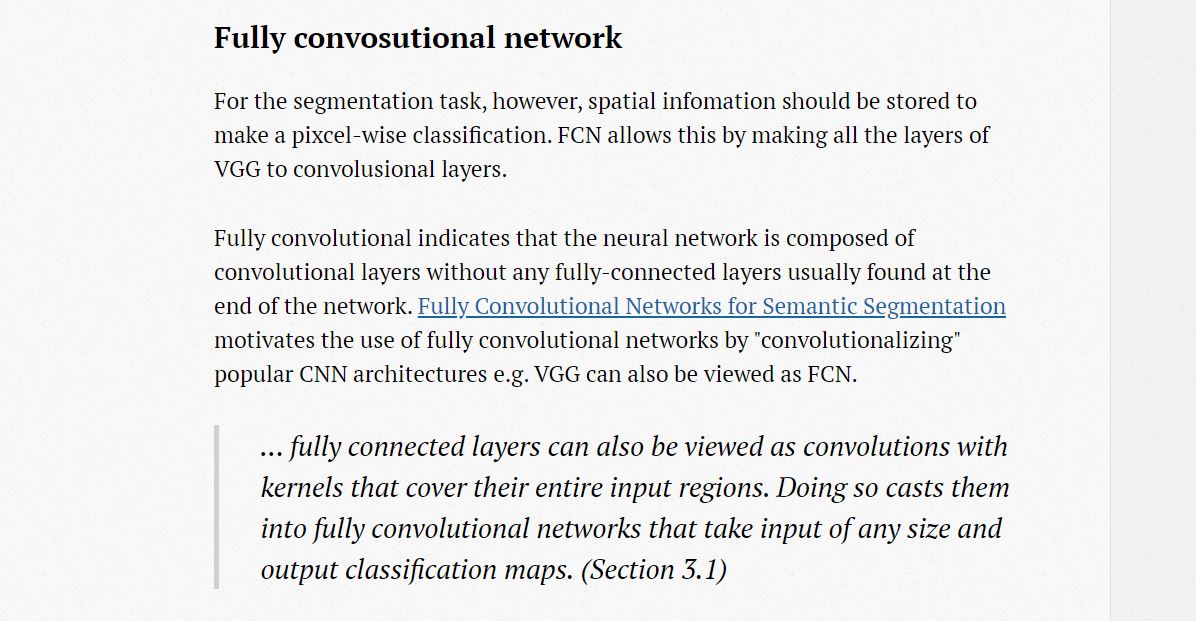 Fully convosutional network
For the segmentation task, however, spatial infomation should be stored to
make a pixcel-wise classification. FCN allows this by making all the layers of
VGG to convolusional layers.
Fully convolutional indicates that the neural network is composed of
convolutional layers without any fully-connected layers usually found at the
end of the network. Fully Convolutional Networks for Semantic Segmentation
motivates the use of fully convolutional networks by "convolutionalizing"
popular CNN architectures e.g. VGG can also be viewed as FCN.
... fully connected layers can also be viewed as convolutions with
kernels that cover their entire input regions. Doing so casts them
into fully convolutional networks that take input of any size and
output classification maps. (Section 3.1)